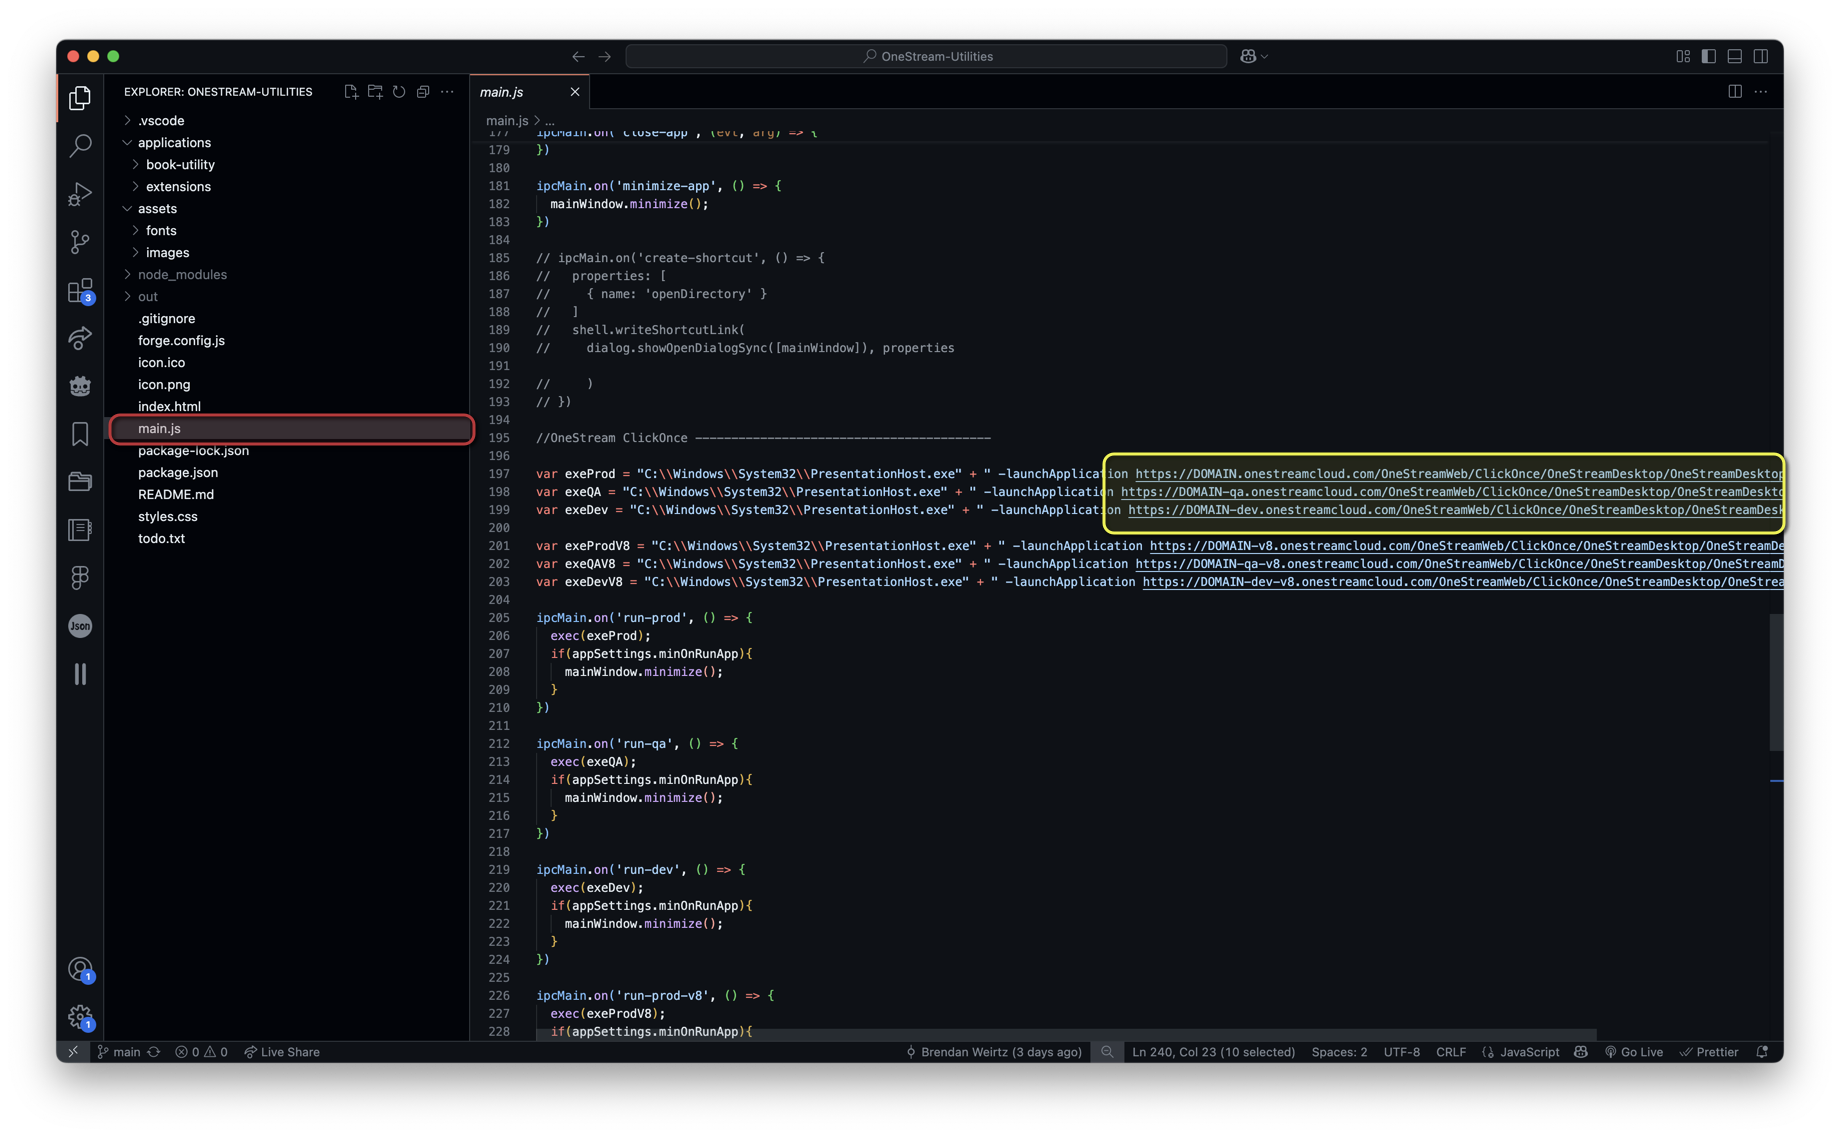 OneStream-Utilities
EXPLORER: ONESTREAM-UTILITIES
.vscode
applications
book-utility
extensions
assets
fonts
images
node_modules
out
.gitignore
forge.config.js
icon.ico
icon.png
index.html
main.js
package-lock.json
package.json
README.md
styles.css
todo.txt
3
Json
1
1
main.js
main.js > ...
177 ipcMain.on('close-app', (evt, arg) => {
179 })
180
181 ipcMain.on('minimize-app', () => {
182   mainWindow.minimize();
183 })
184
185 // ipcMain.on('create-shortcut', () => {
186 //   properties: [
187 //     { name: 'openDirectory' }
188 //   ]
189 //   shell.writeShortcutLink(
190 //     dialog.showOpenDialogSync([mainWindow]), properties
191
192 //     )
193 // })
194
195 //OneStream ClickOnce -----------------------------------------
196
197 var exeProd = "C:\\Windows\\System32\\PresentationHost.exe" + " -launchApplication https://DOMAIN.onestreamcloud.com/OneStreamWeb/ClickOnce/OneStreamDesktop/OneStreamDesktop
198 var exeQA = "C:\\Windows\\System32\\PresentationHost.exe" + " -launchApplication https://DOMAIN-qa.onestreamcloud.com/OneStreamWeb/ClickOnce/OneStreamDesktop/OneStreamDeskto
199 var exeDev = "C:\\Windows\\System32\\PresentationHost.exe" + " -launchApplication https://DOMAIN-dev.onestreamcloud.com/OneStreamWeb/ClickOnce/OneStreamDesktop/OneStreamDesk
200
201 var exeProdV8 = "C:\\Windows\\System32\\PresentationHost.exe" + " -launchApplication https://DOMAIN-v8.onestreamcloud.com/OneStreamWeb/ClickOnce/OneStreamDesktop/OneStreamDe
202 var exeQAV8 = "C:\\Windows\\System32\\PresentationHost.exe" + " -launchApplication https://DOMAIN-qa-v8.onestreamcloud.com/OneStreamWeb/ClickOnce/OneStreamDesktop/OneStreamD
203 var exeDevV8 = "C:\\Windows\\System32\\PresentationHost.exe" + " -launchApplication https://DOMAIN-dev-v8.onestreamcloud.com/OneStreamWeb/ClickOnce/OneStreamDesktop/OneStrea
204
205 ipcMain.on('run-prod', () => {
206   exec(exeProd);
207   if(appSettings.minOnRunApp){
208     mainWindow.minimize();
209   }
210 })
211
212 ipcMain.on('run-qa', () => {
213   exec(exeQA);
214   if(appSettings.minOnRunApp){
215     mainWindow.minimize();
216   }
217 })
218
219 ipcMain.on('run-dev', () => {
220   exec(exeDev);
221   if(appSettings.minOnRunApp){
222     mainWindow.minimize();
223   }
224 })
225
226 ipcMain.on('run-prod-v8', () => {
227   exec(exeProdV8);
228   if(appSettings.minOnRunApp){
main 0 0 Live Share Brendan Weirtz (3 days ago) Ln 240, Col 23 (10 selected) Spaces: 2 UTF-8 CRLF {} JavaScript Go Live Prettier